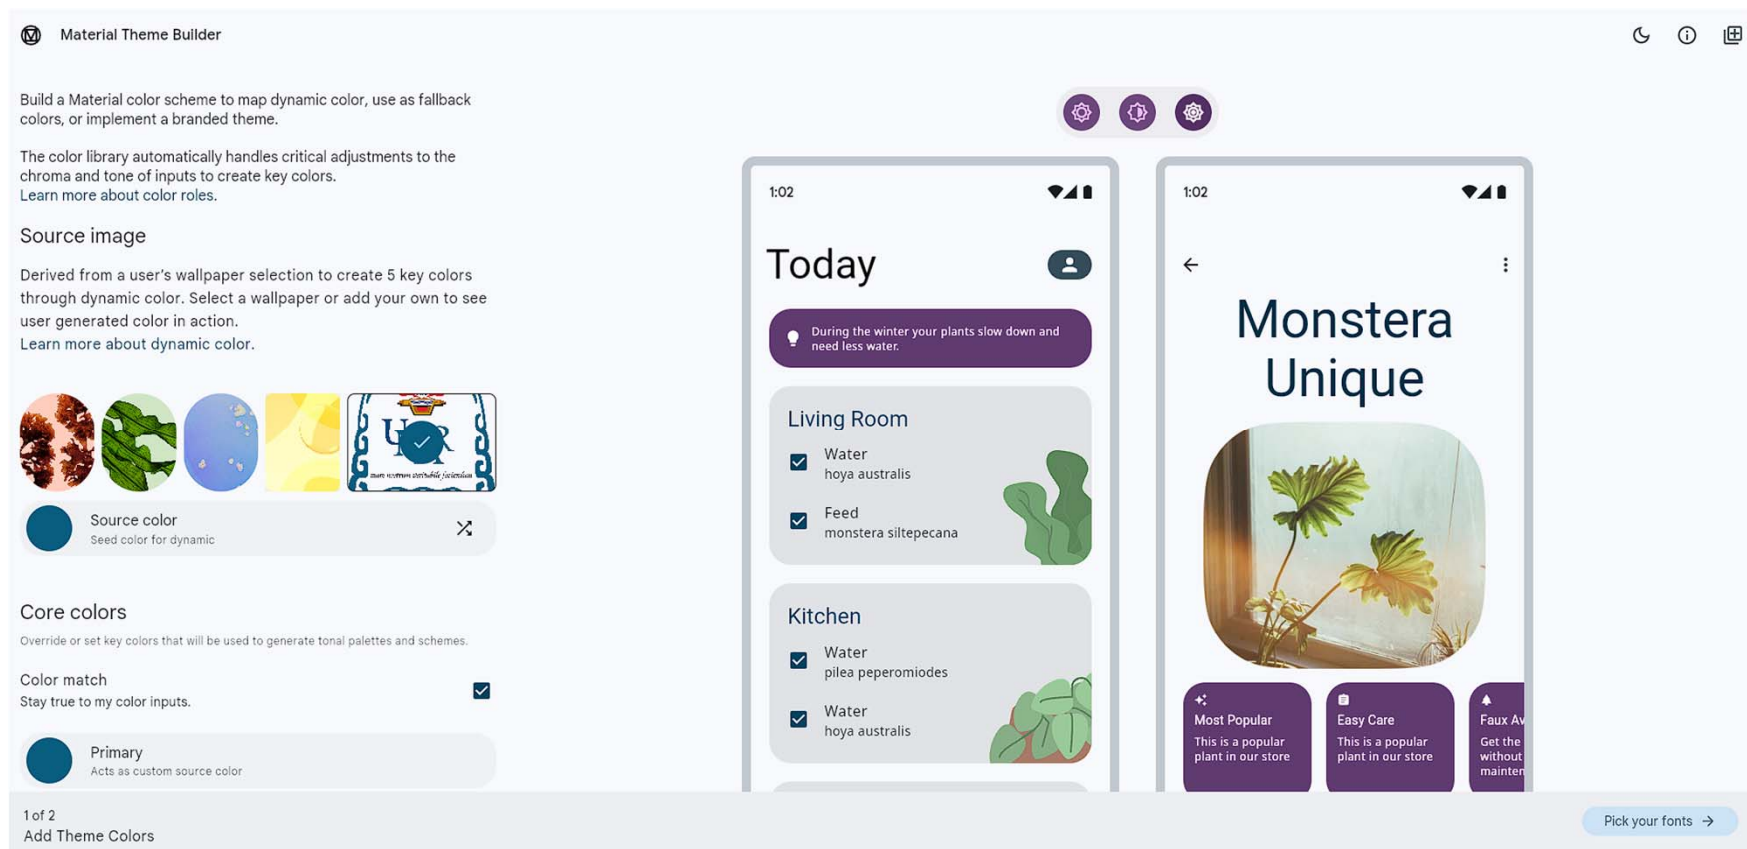 Material Theme Builder
Build a Material color scheme to map dynamic color, use as fallback
colors, or implement a branded theme.
The color library automatically handles critical adjustments to the
chroma and tone of inputs to create key colors.
Learn more about color roles.
Source image
Derived from a user's wallpaper selection to create 5 key colors
through dynamic color. Select a wallpaper or add your own to see
user generated color in action.
Learn more about dynamic color.
Source color
Seed color for dynamic
Core colors
Override or set key colors that will be used to generate tonal palettes and schemes.
Color match
Stay true to my color inputs.
Primary
Acts as custom source color
1 of 2
Add Theme Colors
1:02
Today
During the winter your plants slow down and
need less water.
Living Room
Water
hoya australis
Feed
monstera siltepecana
Kitchen
Water
pilea peperomiodes
Water
hoya australis
1:02
Monstera
Unique
Most Popular
This is a popular
plant in our store
Easy Care
This is a popular
plant in our store
Faux Av
Get the
without
mainten
Pick your fonts